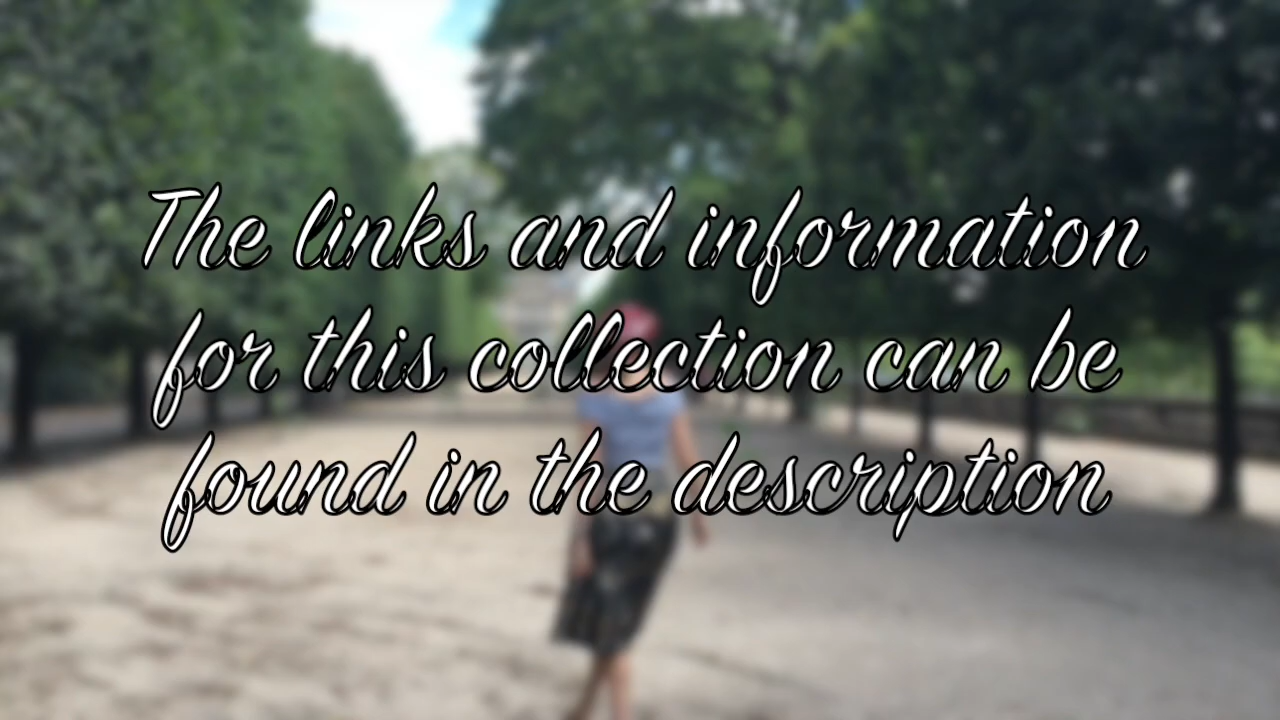 The links and information
for this collection can be
found in the description